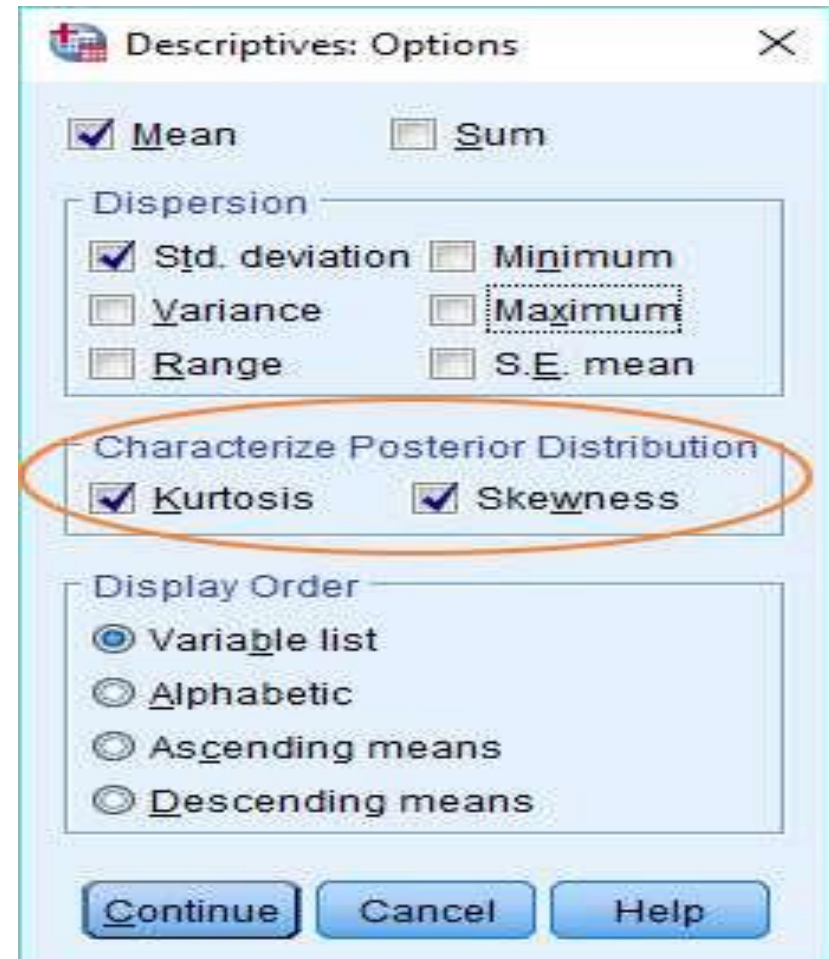 Descriptives: Options
Mean Sum
Dispersion
Std. deviation Minimum
Variance Maximum
Range S.E. mean
Characterize Posterior Distribution
Kurtosis Skewness
Display Order
Variable list
Alphabetic
Ascending means
Descending means
Continue Cancel Help